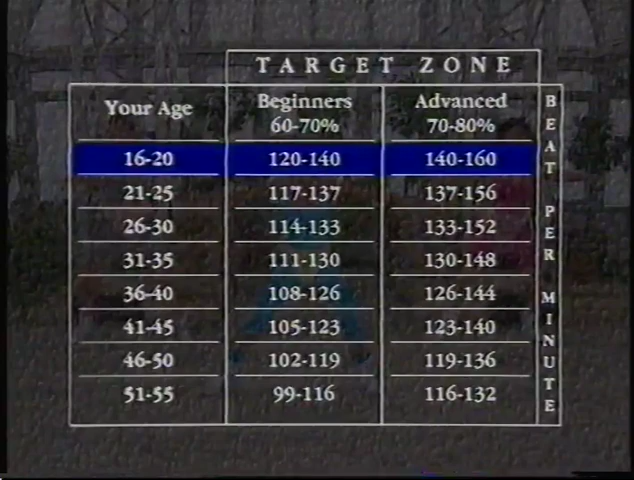 TARGET ZONE
Your Age Beginners 60-70% Advanced 70-80%
16-20 120-140 140-160
21-25 117-137 137-156
26-30 114-133 133-152
31-35 111-130 130-148
36-40 108-126 126-144
41-45 105-123 123-140
46-50 102-119 119-136
51-55 99-116 116-132
BEAT PER MINUTE